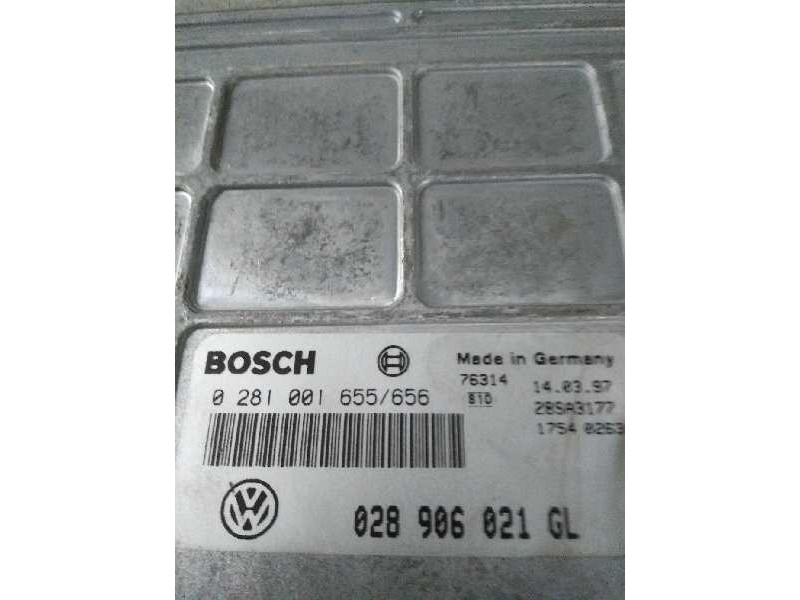 BOSCH
Made in Germany
0 281 001 655/656
76314
14.03.97
28SA3177
1754 0263
028 906 021 GL